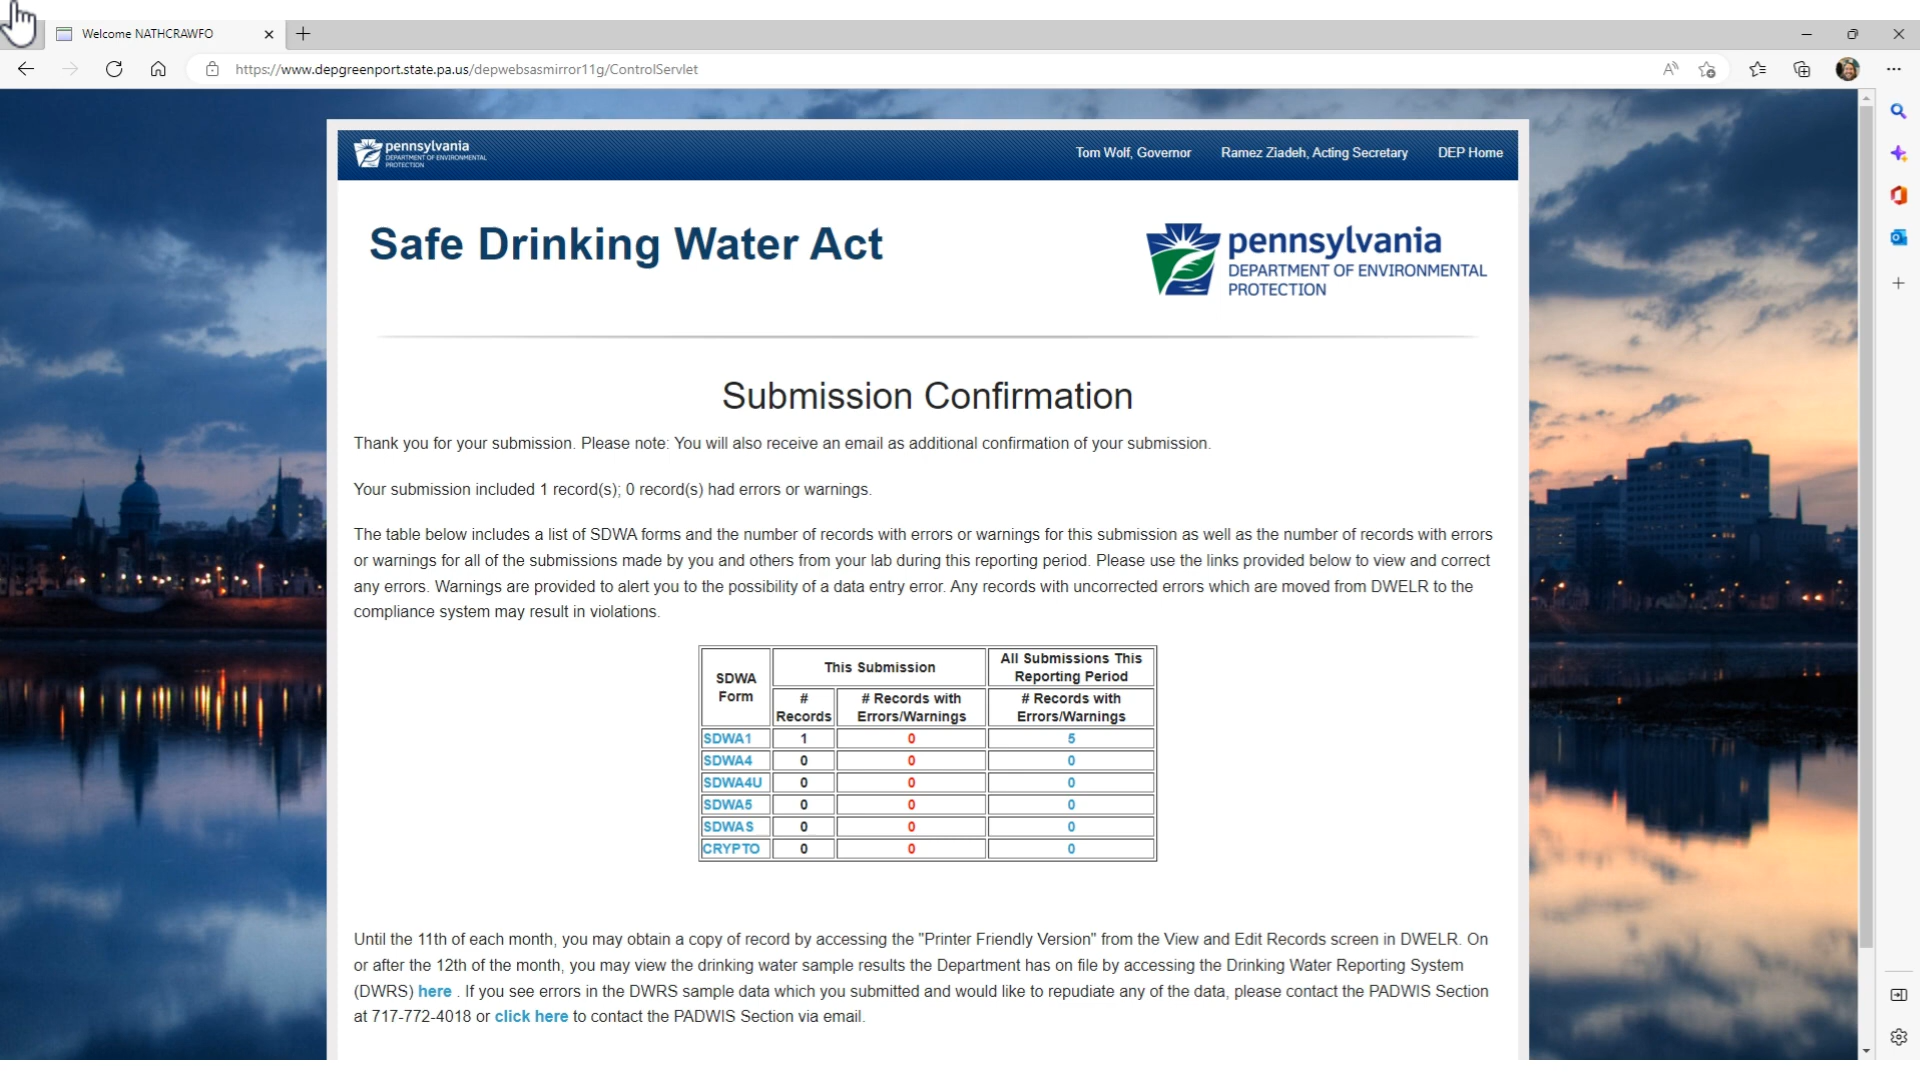 Welcome NATHCRAWFO
https://www.depgreenport.state.pa.us/depwebsasmirror11g/ControlServlet
pennsylvania
DEPARTMENT OF ENVIRONMENTAL
PROTECTION
Tom Wolf, Governor Ramez Ziadeh, Acting Secretary DEP Home
Safe Drinking Water Act
pennsylvania
DEPARTMENT OF ENVIRONMENTAL
PROTECTION
Submission Confirmation
Thank you for your submission. Please note: You will also receive an email as additional confirmation of your submission.
Your submission included 1 record(s); 0 record(s) had errors or warnings.
The table below includes a list of SDWA forms and the number of records with errors or warnings for this submission as well as the number of records with errors
or warnings for all of the submissions made by you and others from your lab during this reporting period. Please use the links provided below to view and correct
any errors. Warnings are provided to alert you to the possibility of a data entry error. Any records with uncorrected errors which are moved from DWELR to the
compliance system may result in violations.
SDWA Form This Submission All Submissions This Reporting Period
# Records # Records with Errors/Warnings # Records with Errors/Warnings
SDWA1 1 0 5
SDWA4 0 0 0
SDWA4U 0 0 0
SDWA5 0 0 0
SDWAS 0 0 0
CRYPTO 0 0 0
Until the 11th of each month, you may obtain a copy of record by accessing the "Printer Friendly Version" from the View and Edit Records screen in DWELR. On
or after the 12th of the month, you may view the drinking water sample results the Department has on file by accessing the Drinking Water Reporting System
(DWRS) here . If you see errors in the DWRS sample data which you submitted and would like to repudiate any of the data, please contact the PADWIS Section
at 717-772-4018 or click here to contact the PADWIS Section via email.